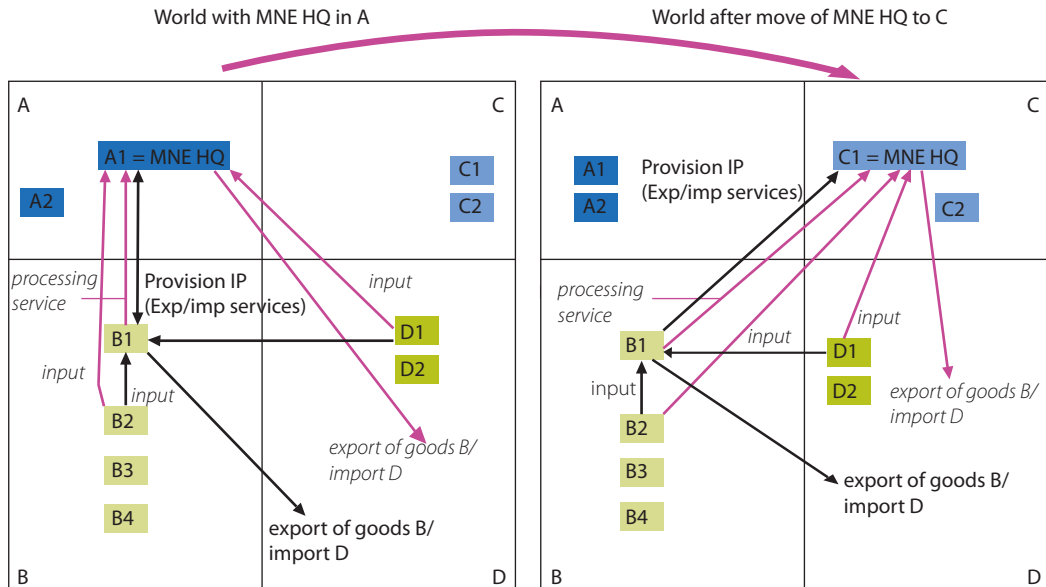 World with MNE HQ in A
World after move of MNE HQ to C
A
C
A1 = MNE HQ
C1
A2
C2
processing
service
Provision IP
(Exp/imp services)
input
B1
D1
input
D2
input
B2
export of goods B/
import D
B3
B4
export of goods B/
import D
B
D
A
C
C1 = MNE HQ
A1
Provision IP
(Exp/imp services)
A2
C2
processing
service
input
input
B1
D1
input
D2
export of goods B/
import D
B2
B3
export of goods B/
import D
B4
B
D